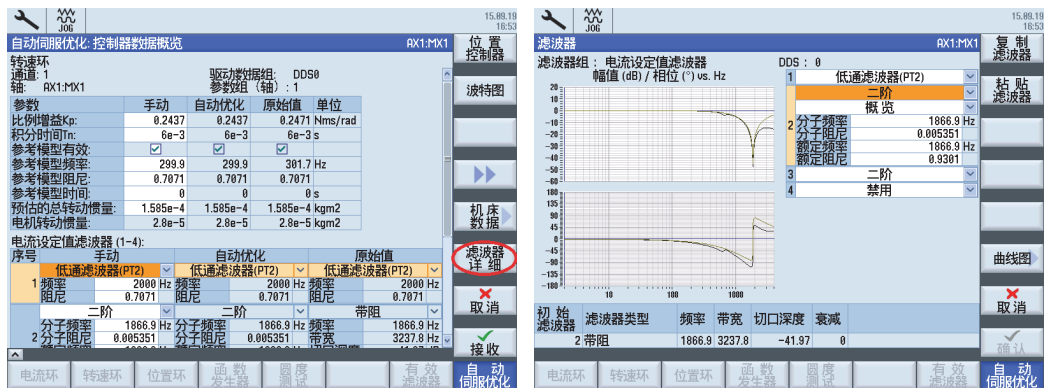 JOG
15.09.19
16:53
自动伺服优化: 控制器数据概览
AX1:MX1
转速环
通道: 1
驱动数据组: DDS0
轴: AX1:MX1
参数组（轴）: 1
参数 手动 自动优化 原始值 单位
比例增益Kp: 0.2437 0.2437 0.2471 Nms/rad
积分时间Tn: 6e-3 6e-3 6e-3 s
参考模型有效:
参考模型频率: 299.9 299.9 301.7 Hz
参考模型阻尼: 0.7071 0.7071 0.7071
参考模型时间: 0 0 0 s
预估的总转动惯量: 1.585e-4 1.585e-4 1.585e-4 kgm2
电机转动惯量: 2.8e-5 2.8e-5 2.8e-5 kgm2
电流设定值滤波器 (1-4):
序号 手动 自动优化 原始值
低通滤波器(PT2) 低通滤波器(PT2) 低通滤波器(PT2)
1 频率 2000 Hz 频率 2000 Hz 频率 2000 Hz
阻尼 0.7071 阻尼 0.7071 阻尼 0.7071
二阶 二阶 带阻
2 分子频率 1866.9 Hz 分子频率 1866.9 Hz 频率 1866.9 Hz
分子阻尼 0.005351 分子阻尼 0.005351 带宽 3237.8 Hz
位置
控制器
波特图
机床
数据
滤波器
详细
取消
接收
电流环 转速环 位置环 函数发生器 圆度测试 有效滤波器 自动伺服优化
JOG
15.09.19
16:53
滤波器
AX1:MX1
滤波器组: 电流设定值滤波器
DDS: 0
幅值 (dB) / 相位 (°) vs. Hz
20
10
0
-10
-20
-30
-40
-50
-60
180
135
90
45
0
-45
-90
-135
-180
10 100 1000
1 低通滤波器(PT2)
二阶
概览
2 分子频率 1866.9 Hz
分子阻尼 0.005351
额定频率 1866.9 Hz
额定阻尼 0.9301
3 二阶
4 禁用
初始滤波器 滤波器类型 频率 带宽 切口深度 衰减
2 带阻 1866.9 3237.8 -41.97 0
复制
滤波器
粘贴
滤波器
曲线图
取消
确认
电流环 转速环 位置环 函数发生器 圆度测试 有效滤波器 自动伺服优化